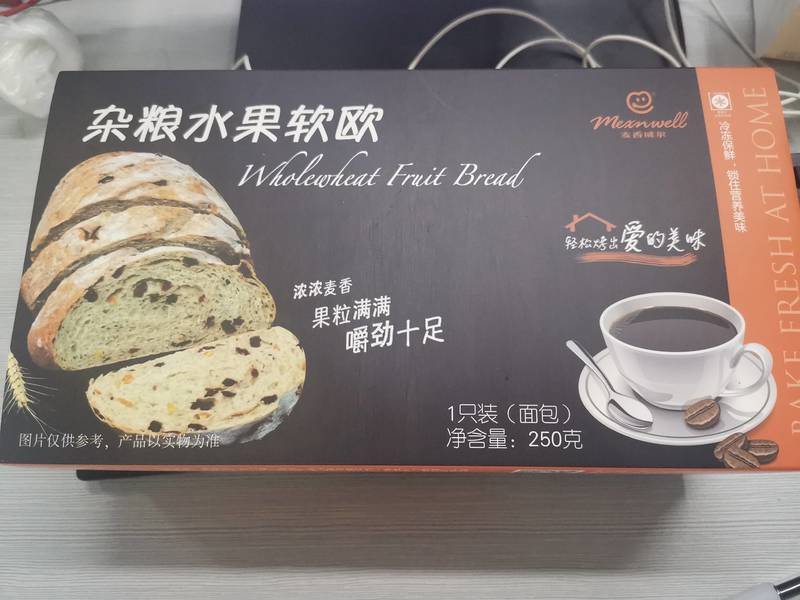 杂粮水果软欧
Wholewheat Fruit Bread
Mexnwell
麦香威尔
冷冻保鲜，锁住营养美味
BAKE FRESH AT HOME
轻松烤出爱的美味
浓浓麦香
果粒满满
嚼劲十足
1只装（面包）
净含量：250克
图片仅供参考，产品以实物为准